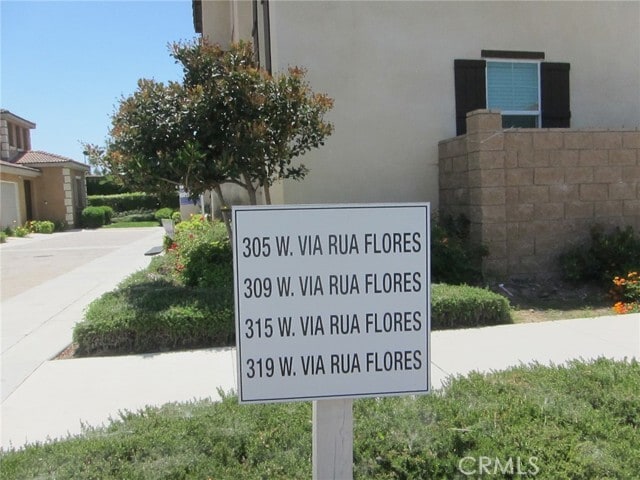 305 W. VIA RUA FLORES
309 W. VIA RUA FLORES
315 W. VIA RUA FLORES
319 W. VIA RUA FLORES
CRMLS